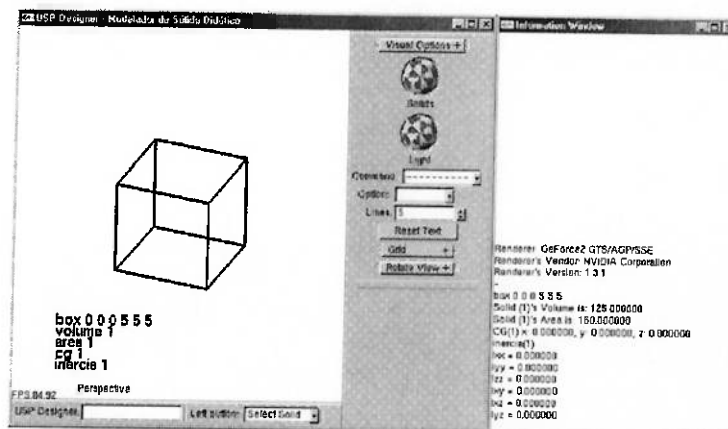 USP Designer - Modelador de Sólido Didático
Visual Options +
Solids
Light
Command:
Option:
Lines: 5
Reset Text
Grid +
Rotate View +
box 0 0 0 5 5 5
volume 1
area 1
cg 1
inercia 1
Perspectiva
FPS:84.92
USP Designer:
Left button: Select Solid
Information Window
Renderer: GeForce2 GTS/AGP/SSE
Renderer's Vendor: NVIDIA Corporation
Renderer's Version: 1.3.1
-
box 0 0 0 5 5 5
Solid (1)'s Volume is: 125.000000
Solid (1)'s Area is: 150.000000
CG(1) x: 0.000000, y: 0.000000, z: 0.000000
inercia(1)
Ixx = 0.000000
Iyy = 0.000000
Izz = 0.000000
Ixy = 0.000000
Ixz = 0.000000
Iyz = 0.000000